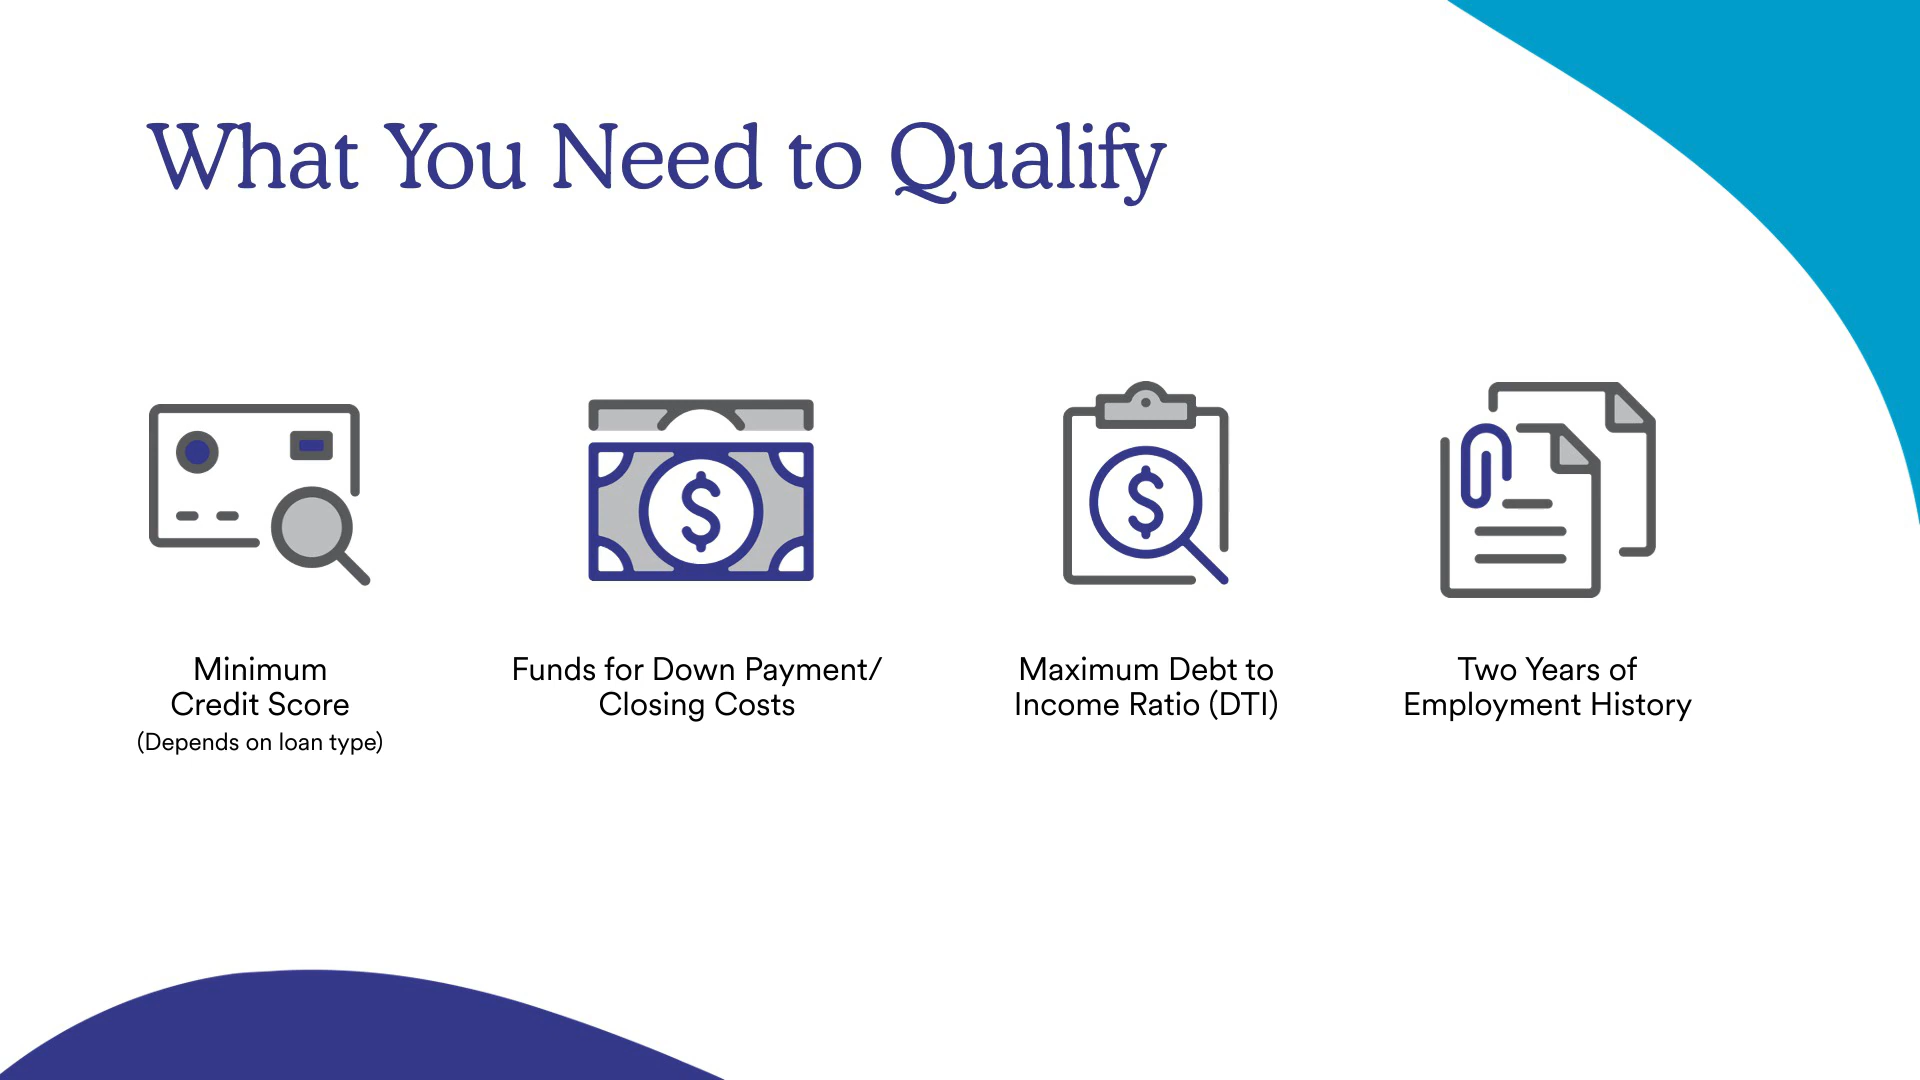 What You Need to Qualify
Minimum
Credit Score
(Depends on loan type)
Funds for Down Payment/
Closing Costs
Maximum Debt to
Income Ratio (DTI)
Two Years of
Employment History